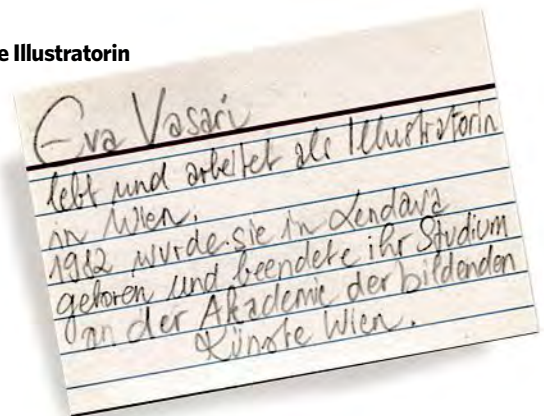 e Illustratorin
Eva Vasari
lebt und arbeitet als Illustratorin
in Wien.
1982 wurde sie in Lendava
geboren und beendete ihr Studium
an der Akademie der bildenden
Künste Wien.